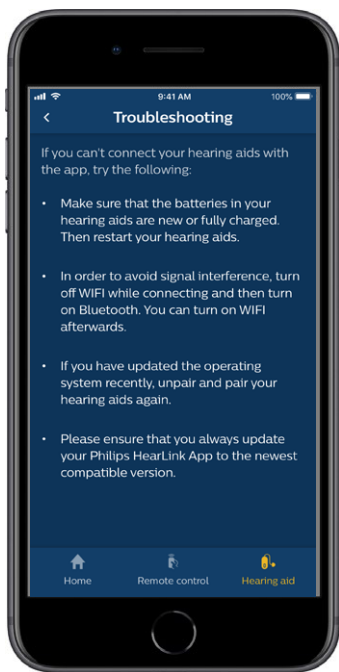 9:41 AM 100%
Troubleshooting
If you can't connect your hearing aids with
the app, try the following:
• Make sure that the batteries in your
hearing aids are new or fully charged.
Then restart your hearing aids.
• In order to avoid signal interference, turn
off WIFI while connecting and then turn
on Bluetooth. You can turn on WIFI
afterwards.
• If you have updated the operating
system recently, unpair and pair your
hearing aids again.
• Please ensure that you always update
your Philips HearLink App to the newest
compatible version.
Home Remote control Hearing aid